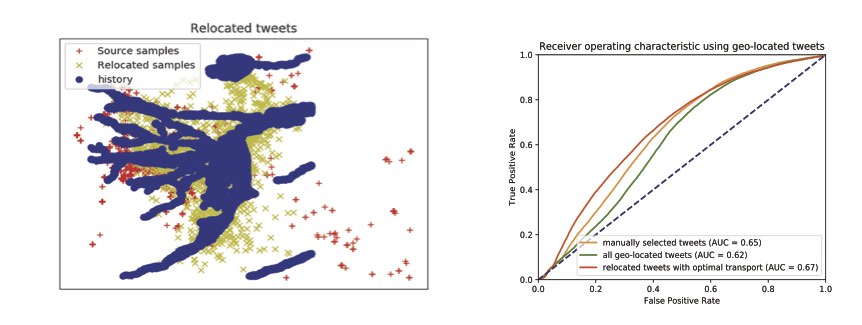 Relocated tweets
Source samples
Relocated samples
history
Receiver operating characteristic using geo-located tweets
1.0
0.8
0.6
0.4
0.2
0.0
True Positive Rate
manually selected tweets (AUC = 0.65)
all geo-located tweets (AUC = 0.62)
relocated tweets with optimal transport (AUC = 0.67)
0.0 0.2 0.4 0.6 0.8 1.0
False Positive Rate